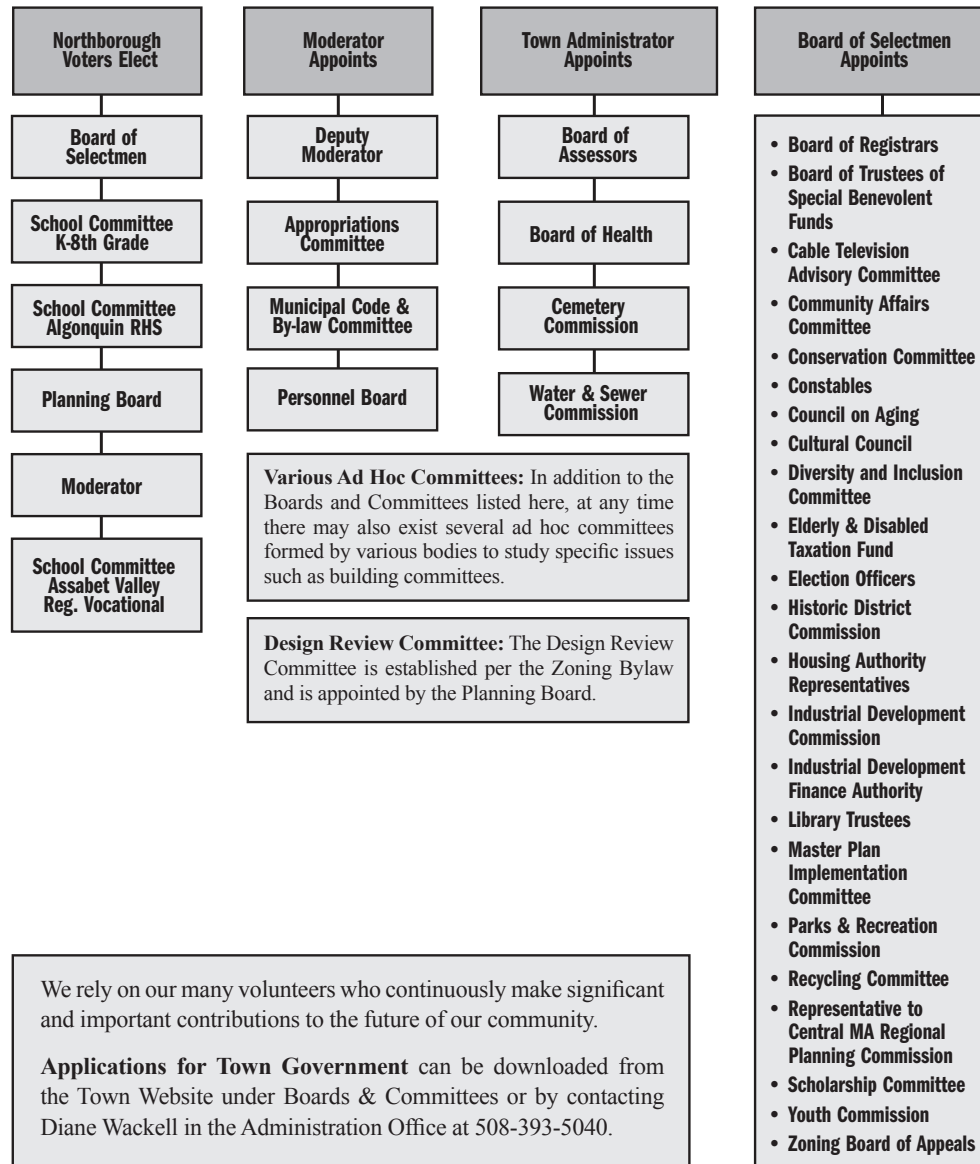 Northborough
Voters Elect
Board of
Selectmen
School Committee
K-8th Grade
School Committee
Algonquin RHS
Planning Board
Moderator
School Committee
Assabet Valley
Reg. Vocational
Moderator
Appoints
Deputy
Moderator
Appropriations
Committee
Municipal Code &
By-law Committee
Personnel Board
Town Administrator
Appoints
Board of
Assessors
Board of Health
Cemetery
Commission
Water & Sewer
Commission
Various Ad Hoc Committees: In addition to the
Boards and Committees listed here, at any time
there may also exist several ad hoc committees
formed by various bodies to study specific issues
such as building committees.
Design Review Committee: The Design Review
Committee is established per the Zoning Bylaw
and is appointed by the Planning Board.
Board of Selectmen
Appoints
• Board of Registrars
• Board of Trustees of
Special Benevolent
Funds
• Cable Television
Advisory Committee
• Community Affairs
Committee
• Conservation Committee
• Constables
• Council on Aging
• Cultural Council
• Diversity and Inclusion
Committee
• Elderly & Disabled
Taxation Fund
• Election Officers
• Historic District
Commission
• Housing Authority
Representatives
• Industrial Development
Commission
• Industrial Development
Finance Authority
• Library Trustees
• Master Plan
Implementation
Committee
• Parks & Recreation
Commission
• Recycling Committee
• Representative to
Central MA Regional
Planning Commission
• Scholarship Committee
• Youth Commission
• Zoning Board of Appeals
We rely on our many volunteers who continuously make significant
and important contributions to the future of our community.
Applications for Town Government can be downloaded from
the Town Website under Boards & Committees or by contacting
Diane Wackell in the Administration Office at 508-393-5040.